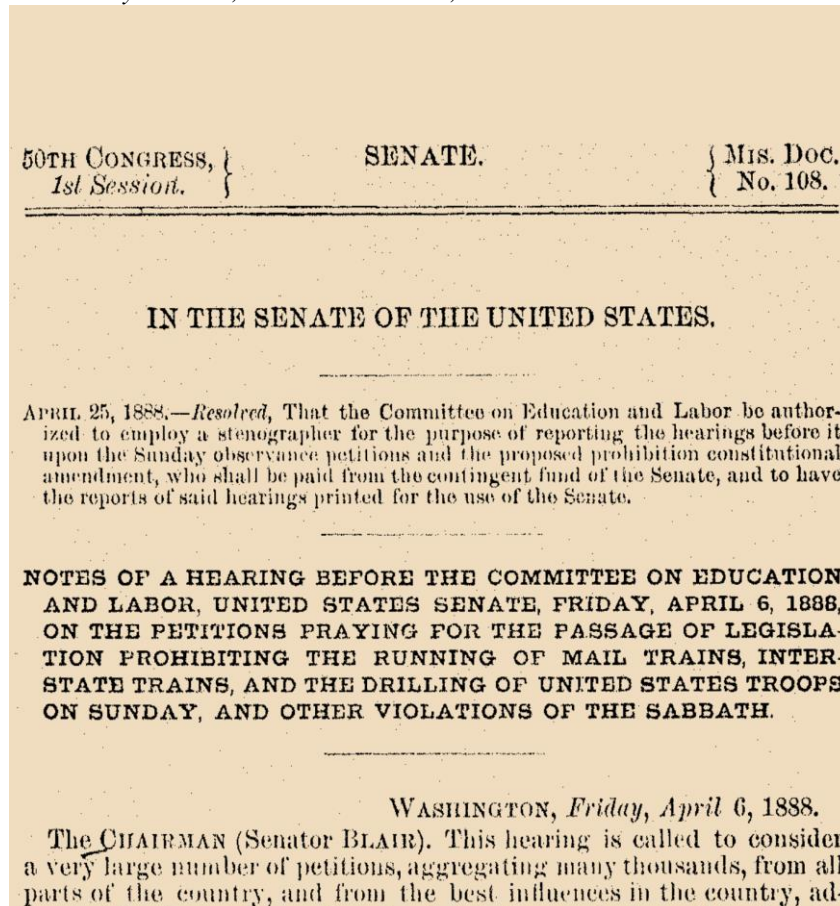 50TH CONGRESS, } SENATE. { MIS. DOC.
1st Session. } { No. 108.
IN THE SENATE OF THE UNITED STATES.
APRIL 25, 1888.—Resolved, That the Committee on Education and Labor be author-
ized to employ a stenographer for the purpose of reporting the hearings before it
upon the Sunday observance petitions and the proposed prohibition constitutional
amendment, who shall be paid from the contingent fund of the Senate, and to have
the reports of said hearings printed for the use of the Senate.
NOTES OF A HEARING BEFORE THE COMMITTEE ON EDUCATION
AND LABOR, UNITED STATES SENATE, FRIDAY, APRIL 6, 1888,
ON THE PETITIONS PRAYING FOR THE PASSAGE OF LEGISLA-
TION PROHIBITING THE RUNNING OF MAIL TRAINS, INTER-
STATE TRAINS, AND THE DRILLING OF UNITED STATES TROOPS
ON SUNDAY, AND OTHER VIOLATIONS OF THE SABBATH.
WASHINGTON, Friday, April 6, 1888.
The CHAIRMAN (Senator BLAIR). This hearing is called to consider
a very large number of petitions, aggregating many thousands, from all
parts of the country, and from the best influences in the country, ad-